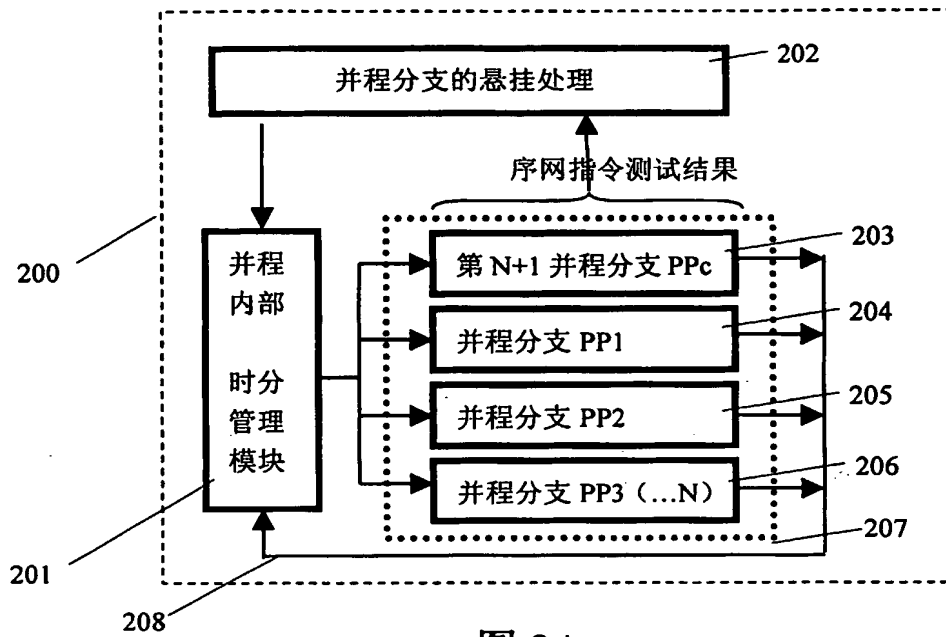 202
并程分支的悬挂处理
序网指令测试结果
200
并程
内部
时分
管理
模块
203
第 N+1 并程分支 PPc
204
并程分支 PP1
205
并程分支 PP2
206
并程分支 PP3（…N）
207
201
208